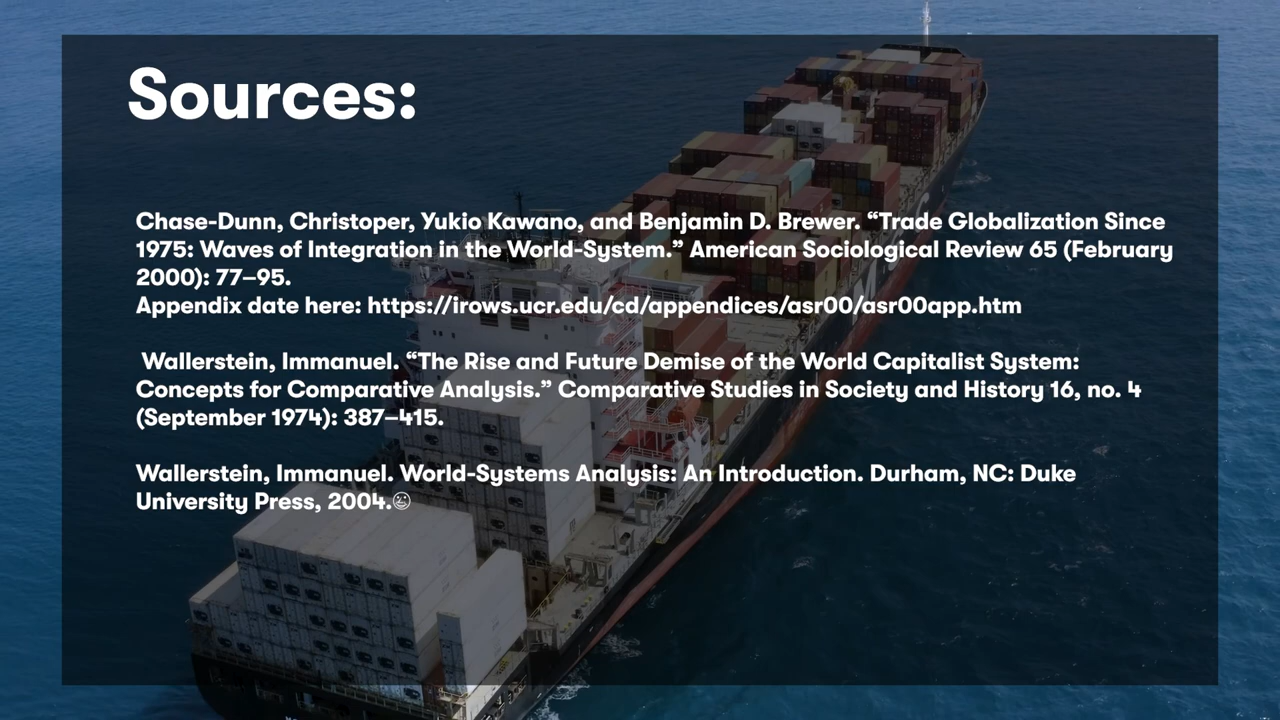 Sources:
Chase-Dunn, Christoper, Yukio Kawano, and Benjamin D. Brewer. “Trade Globalization Since
1975: Waves of Integration in the World-System.” American Sociological Review 65 (February
2000): 77–95.
Appendix date here: https://irows.ucr.edu/cd/appendices/asr00/asr00app.htm
Wallerstein, Immanuel. “The Rise and Future Demise of the World Capitalist System:
Concepts for Comparative Analysis.” Comparative Studies in Society and History 16, no. 4
(September 1974): 387–415.
Wallerstein, Immanuel. World-Systems Analysis: An Introduction. Durham, NC: Duke
University Press, 2004.